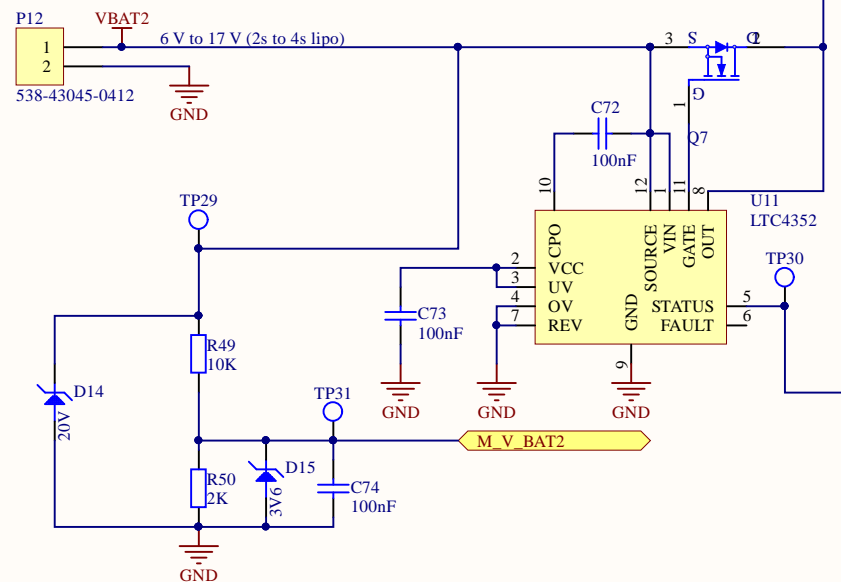 P12
VBAT2
1
6 V to 17 V (2s to 4s lipo)
2
538-43045-0412
GND
3
S
D
2
1
G
Q7
C72
100nF
10
12
1
11
8
U11
LTC4352
CPO
SOURCE
VIN
GATE
OUT
TP29
TP30
2
VCC
3
UV
4
OV
7
REV
GND
9
STATUS
5
FAULT
6
C73
100nF
GND
GND
GND
R49
10K
D14
20V
TP31
M_V_BAT2
R50
2K
D15
3V6
C74
100nF
GND